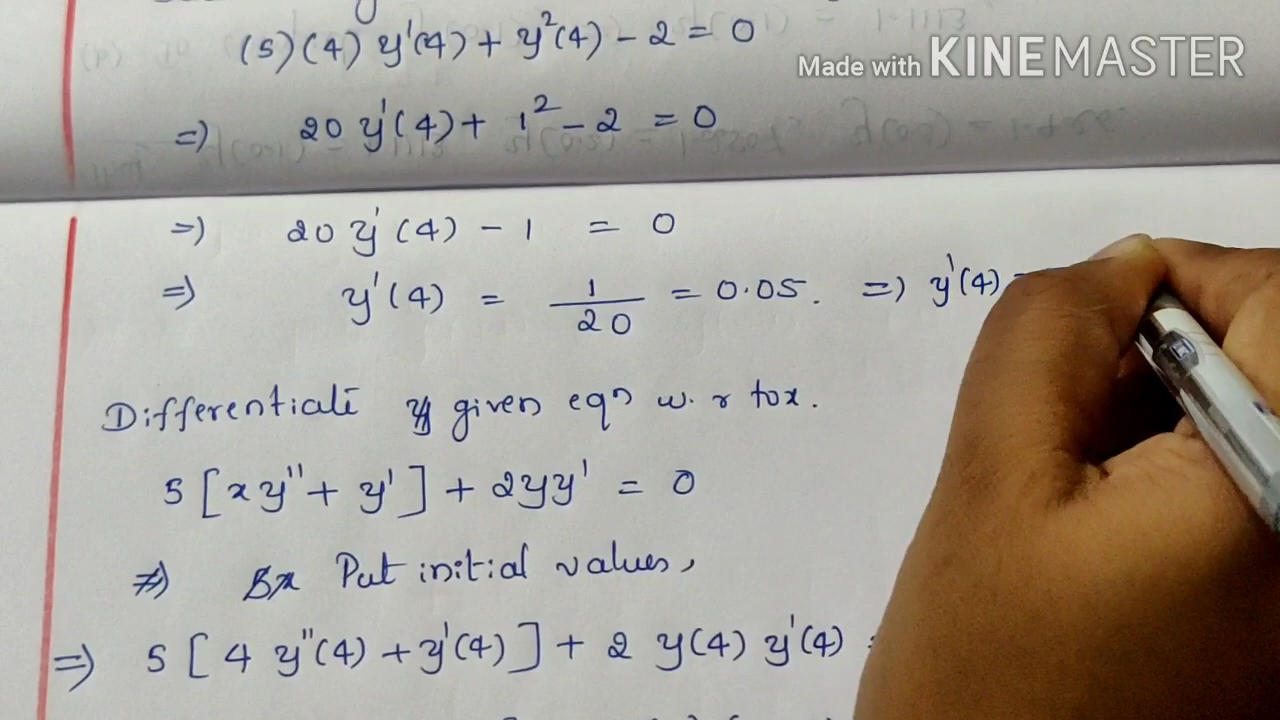 (5)(4) y'(4) + y²(4) - 2 = 0
Made with KINEMASTER
=) 20 y'(4) + 1² - 2 = 0
=) 20 y'(4) - 1 = 0
=) y'(4) = 1/20 = 0.05. =) y'(4) =
Differentiate given eqn w.r to x.
5 [xy'' + y'] + 2yy' = 0
=) Put initial values,
=) 5 [4 y''(4) + y'(4)] + 2 y(4) y'(4)